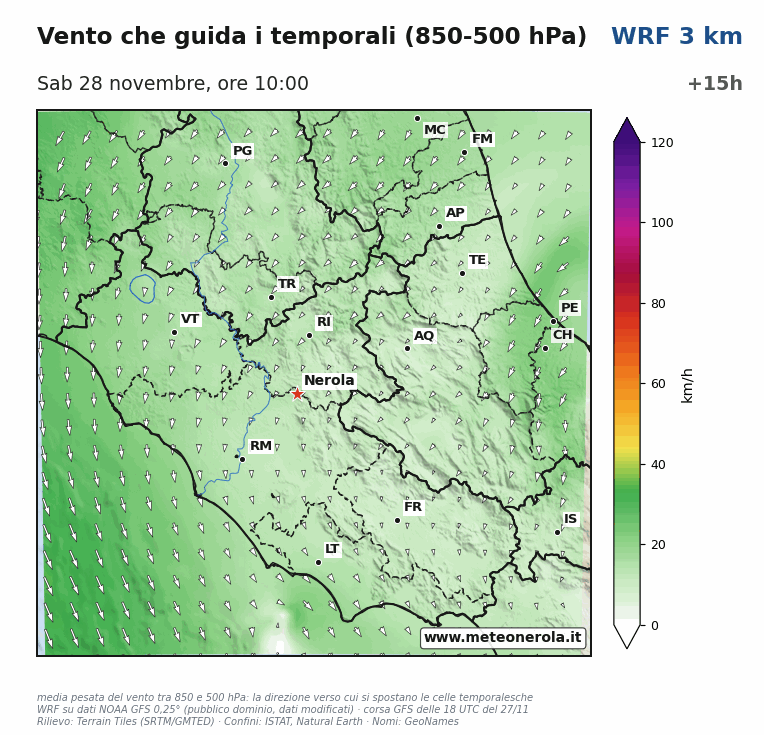 Vento che guida i temporali (850-500 hPa) WRF 3 km
Sab 28 novembre, ore 10:00 +15h
MC
FM
PG
AP
TE
TR
PE
VT
RI
CH
AQ
Nerola
RM
FR
IS
LT
www.meteonerola.it
120
100
80
60
40
20
0
km/h
media pesata del vento tra 850 e 500 hPa: la direzione verso cui si spostano le celle temporalesche
WRF su dati NOAA GFS 0,25° (pubblico dominio, dati modificati) · corsa GFS delle 18 UTC del 27/11
Rilievo: Terrain Tiles (SRTM/GMTED) · Confini: ISTAT, Natural Earth · Nomi: GeoNames